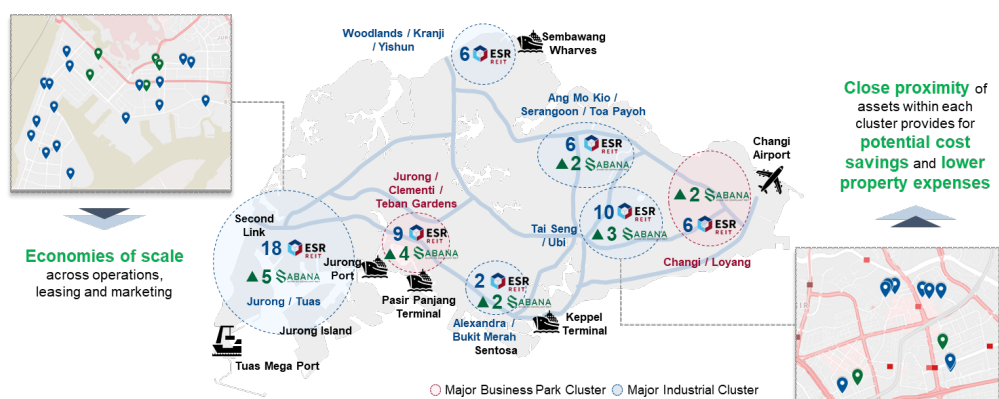 Woodlands / Kranji
/ Yishun
6 ESR
REIT
Sembawang
Wharves
Ang Mo Kio /
Serangoon / Toa Payoh
6 ESR
REIT
▲2 SABANA
Close proximity of
assets within each
cluster provides for
potential cost
savings and lower
property expenses
Changi
Airport
Jurong /
Clementi /
Teban Gardens
9 ESR
REIT
▲4 SABANA
▲2 SABANA
6 ESR
REIT
Changi / Loyang
10 ESR
REIT
▲3 SABANA
Tai Seng
/ Ubi
Second
Link
18 ESR
REIT
▲5 SABANA
Jurong / Tuas
Jurong
Port
Economies of scale
across operations,
leasing and marketing
Pasir Panjang
Terminal
2 ESR
REIT
▲2 SABANA
Alexandra /
Bukit Merah
Sentosa
Keppel
Terminal
Jurong Island
Tuas Mega Port
Major Business Park Cluster
Major Industrial Cluster